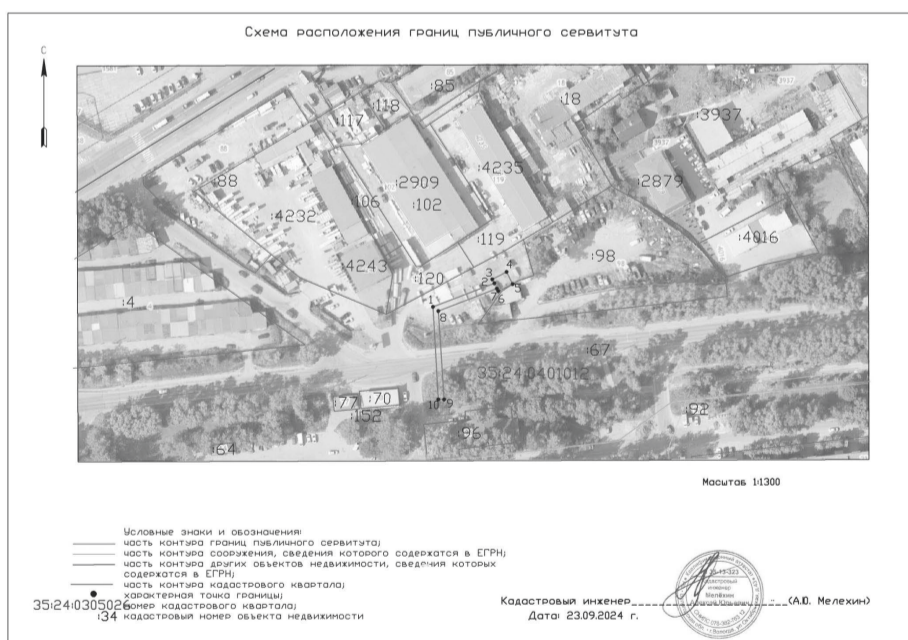 Схема расположения границ публичного сервитута
С
:85
:118
:18
:117
:3937
3937
:4235
:88
88
:2909
:2879
:106
:102
:4232
:119
:4016
:98
:4243
:120
4
3
2
5
7 6
1
8
:4
:67
35:24:0401012
10 9
:77 :70
:152
:92
:96
:64
Масштаб 1:1300
Условные знаки и обозначения:
часть контура границ публичного сервитута;
часть контура сооружения, сведения которого содержатся в ЕГРН;
часть контура других объектов недвижимости, сведения которых
содержатся в ЕГРН;
часть контура кадастрового квартала;
характерная точка границы;
35:24:0305026 номер кадастрового квартала;
:34 кадастровый номер объекта недвижимости
Кадастровый инженер (А.Ю. Мелехин)
Дата: 23.09.2024 г.